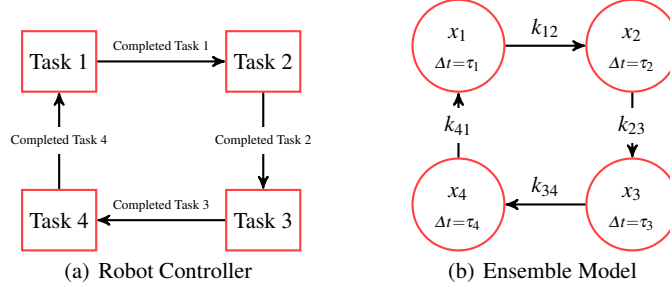 Task 1
Completed Task 1
Task 2
Completed Task 4
Completed Task 2
Task 4
Completed Task 3
Task 3
(a) Robot Controller
x₁
Δt=τ₁
k₁₂
x₂
Δt=τ₂
k₄₁
k₂₃
x₄
Δt=τ₄
k₃₄
x₃
Δt=τ₃
(b) Ensemble Model